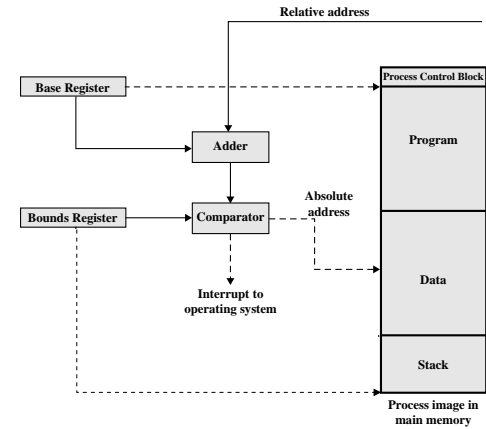 Relative address
Process Control Block
Base Register
Program
Adder
Absolute
address
Bounds Register
Comparator
Data
Interrupt to
operating system
Stack
Process image in
main memory